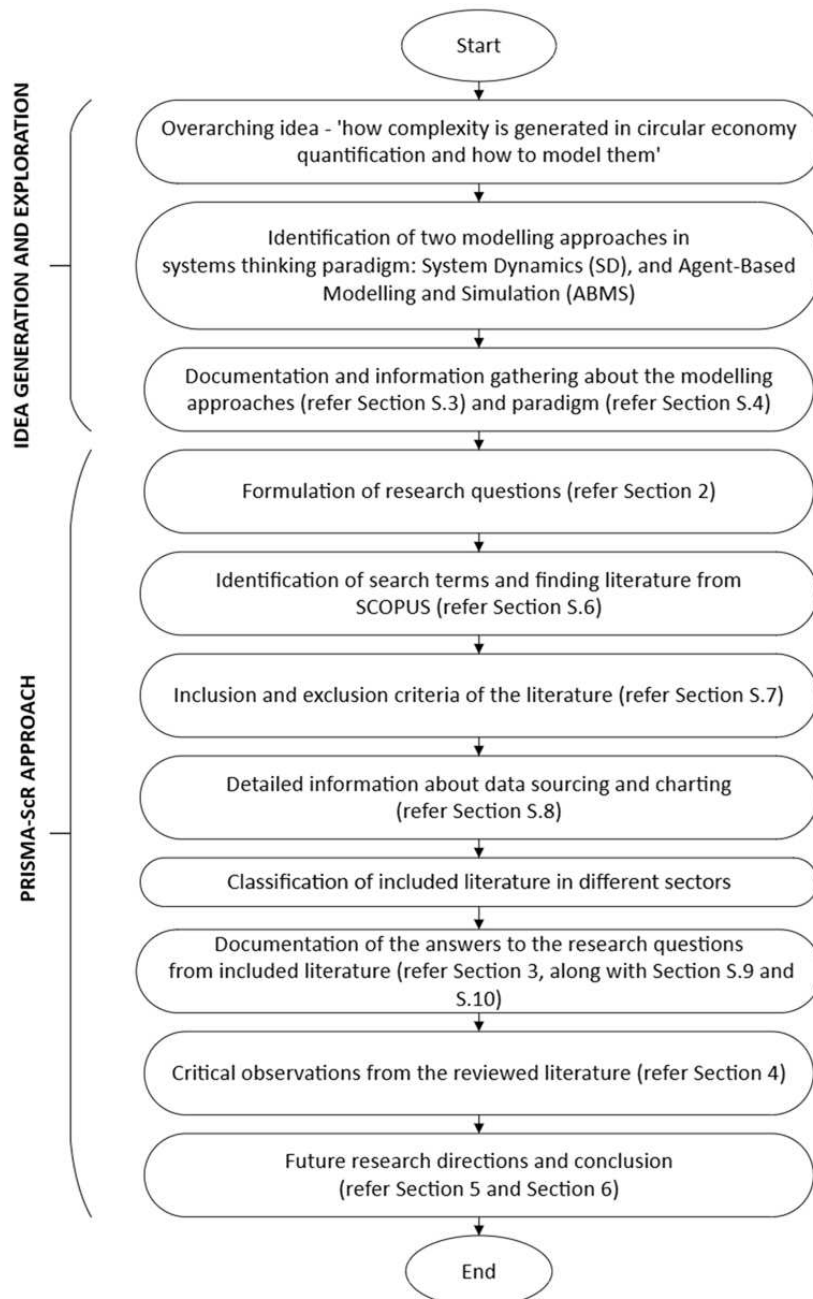 Start
IDEA GENERATION AND EXPLORATION
Overarching idea - 'how complexity is generated in circular economy
quantification and how to model them'
Identification of two modelling approaches in
systems thinking paradigm: System Dynamics (SD), and Agent-Based
Modelling and Simulation (ABMS)
Documentation and information gathering about the modelling
approaches (refer Section S.3) and paradigm (refer Section S.4)
PRISMA-ScR APPROACH
Formulation of research questions (refer Section 2)
Identification of search terms and finding literature from
SCOPUS (refer Section S.6)
Inclusion and exclusion criteria of the literature (refer Section S.7)
Detailed information about data sourcing and charting
(refer Section S.8)
Classification of included literature in different sectors
Documentation of the answers to the research questions
from included literature (refer Section 3, along with Section S.9 and
S.10)
Critical observations from the reviewed literature (refer Section 4)
Future research directions and conclusion
(refer Section 5 and Section 6)
End